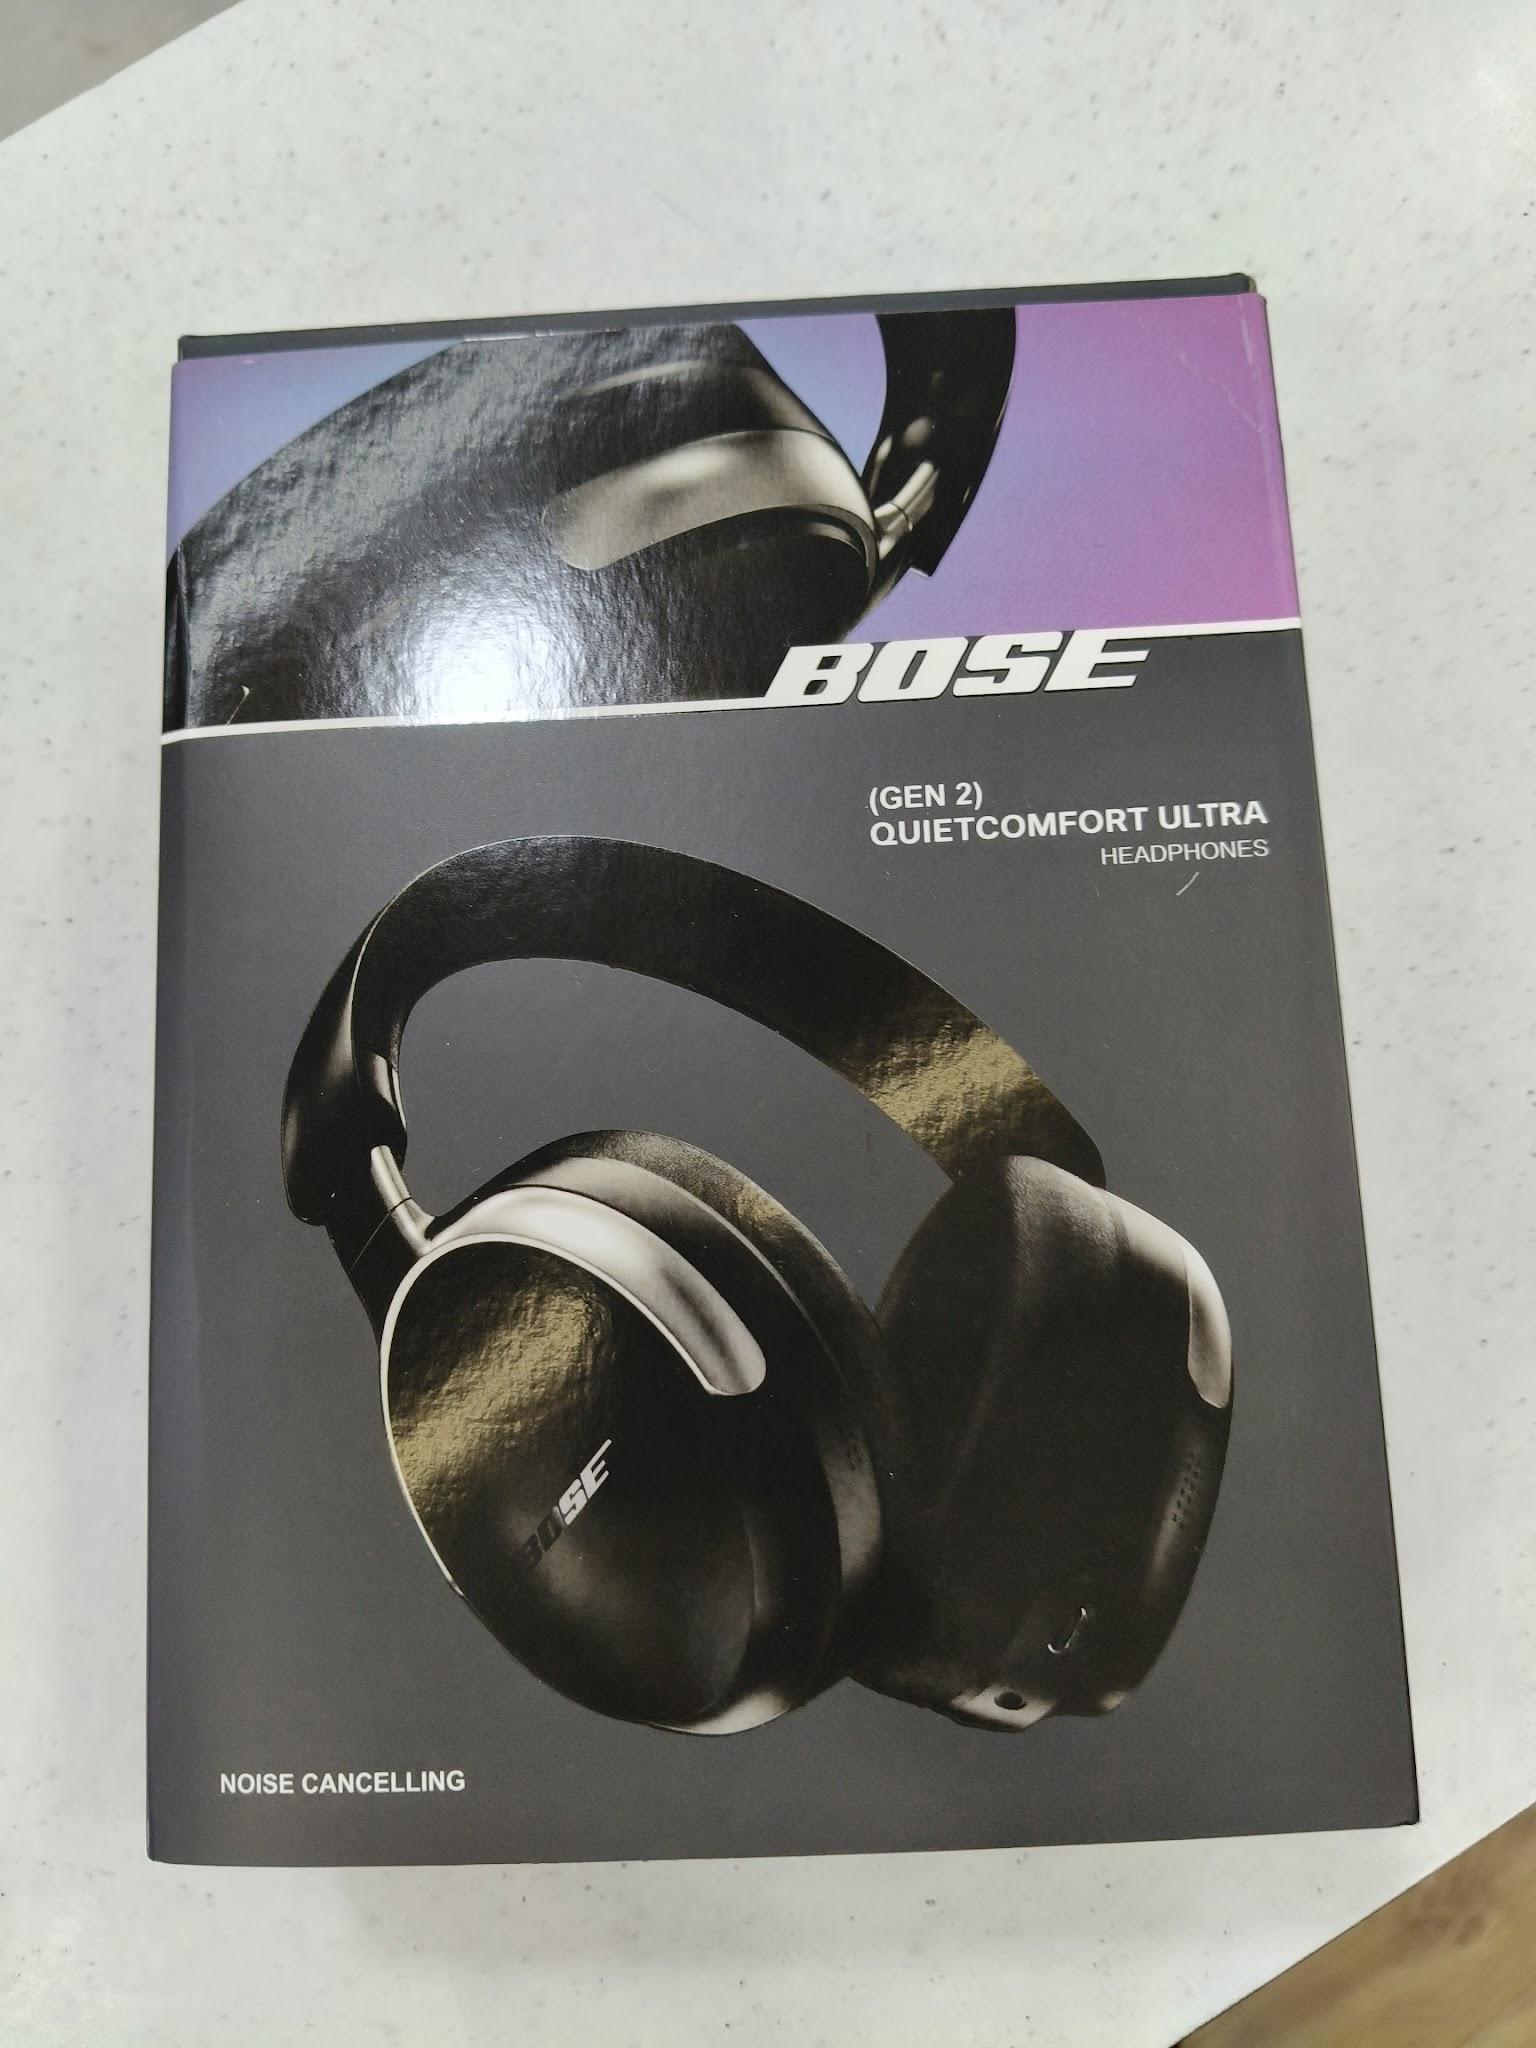 BOSE
(GEN 2)
QUIETCOMFORT ULTRA
HEADPHONES
BOSE
NOISE CANCELLING